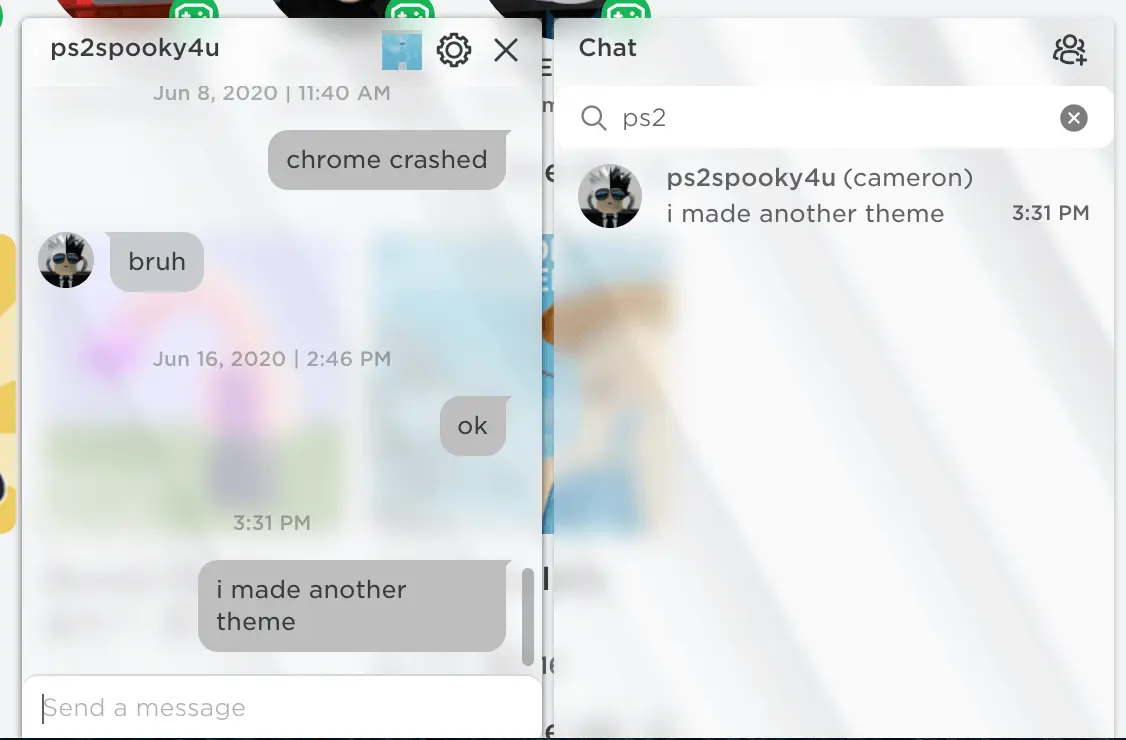 ps2spooky4u
Jun 8, 2020 | 11:40 AM
chrome crashed
bruh
Jun 16, 2020 | 2:46 PM
ok
3:31 PM
i made another
theme
Send a message
Chat
ps2
ps2spooky4u (cameron)
i made another theme 3:31 PM